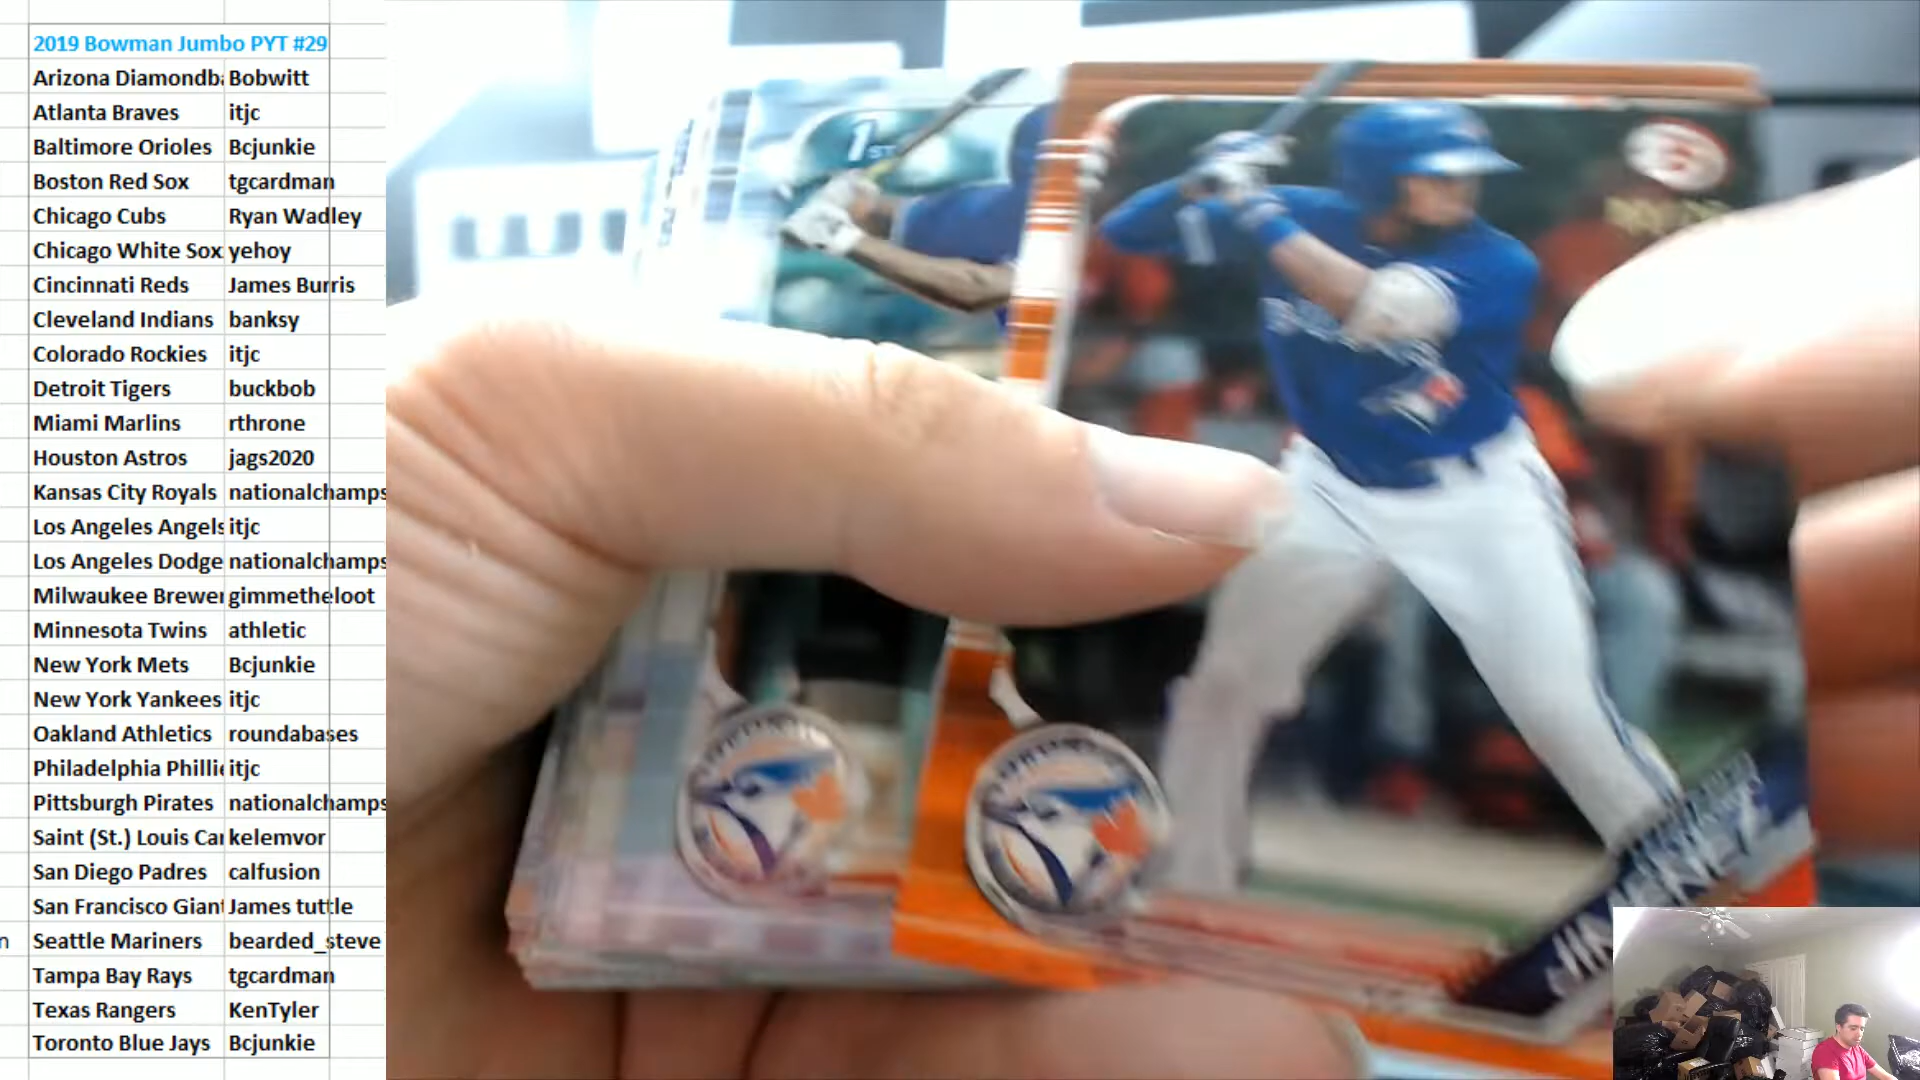 2019 Bowman Jumbo PYT #29
Arizona Diamondba Bobwitt
Atlanta Braves itjc
Baltimore Orioles Bcjunkie
Boston Red Sox tgcardman
Chicago Cubs Ryan Wadley
Chicago White Sox yehoy
Cincinnati Reds James Burris
Cleveland Indians banksy
Colorado Rockies itjc
Detroit Tigers buckbob
Miami Marlins rthrone
Houston Astros jags2020
Kansas City Royals nationalchamps
Los Angeles Angels itjc
Los Angeles Dodge nationalchamps
Milwaukee Brewer gimmetheloot
Minnesota Twins athletic
New York Mets Bcjunkie
New York Yankees itjc
Oakland Athletics roundabases
Philadelphia Phillie itjc
Pittsburgh Pirates nationalchamps
Saint (St.) Louis Car kelemvor
San Diego Padres calfusion
San Francisco Giant James tuttle
n Seattle Mariners bearded_steve
Tampa Bay Rays tgcardman
Texas Rangers KenTyler
Toronto Blue Jays Bcjunkie
1ST